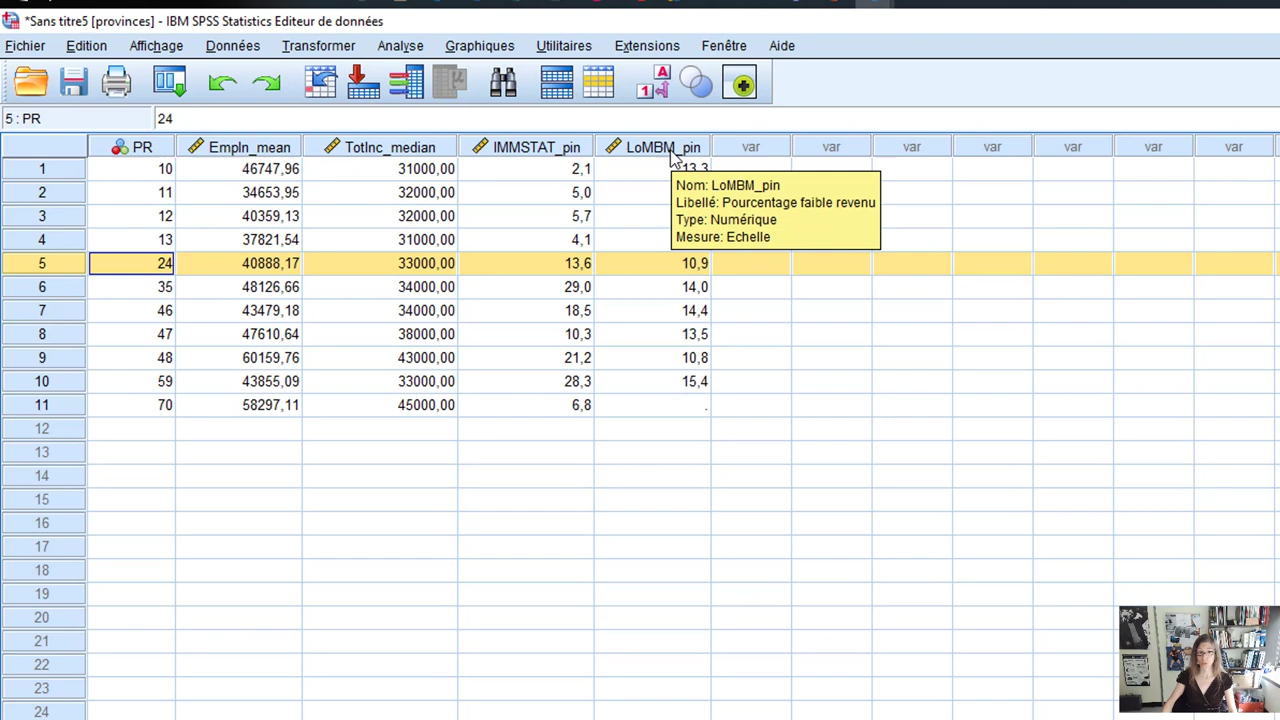 *Sans titre5 [provinces] - IBM SPSS Statistics Editeur de données
Fichier Edition Affichage Données Transformer Analyse Graphiques Utilitaires Extensions Fenêtre Aide
5 : PR 24
PR EmpIn_mean TotInc_median IMMSTAT_pin LoMBM_pin var var var var var var var
1 10 46747,96 31000,00 2,1 13,3
2 11 34653,95 32000,00 5,0
3 12 40359,13 32000,00 5,7
4 13 37821,54 31000,00 4,1
Nom: LoMBM_pin
Libellé: Pourcentage faible revenu
Type: Numérique
Mesure: Echelle
5 24 40888,17 33000,00 13,6 10,9
6 35 48126,66 34000,00 29,0 14,0
7 46 43479,18 34000,00 18,5 14,4
8 47 47610,64 38000,00 10,3 13,5
9 48 60159,76 43000,00 21,2 10,8
10 59 43855,09 33000,00 28,3 15,4
11 70 58297,11 45000,00 6,8 .
12
13
14
15
16
17
18
19
20
21
22
23
24